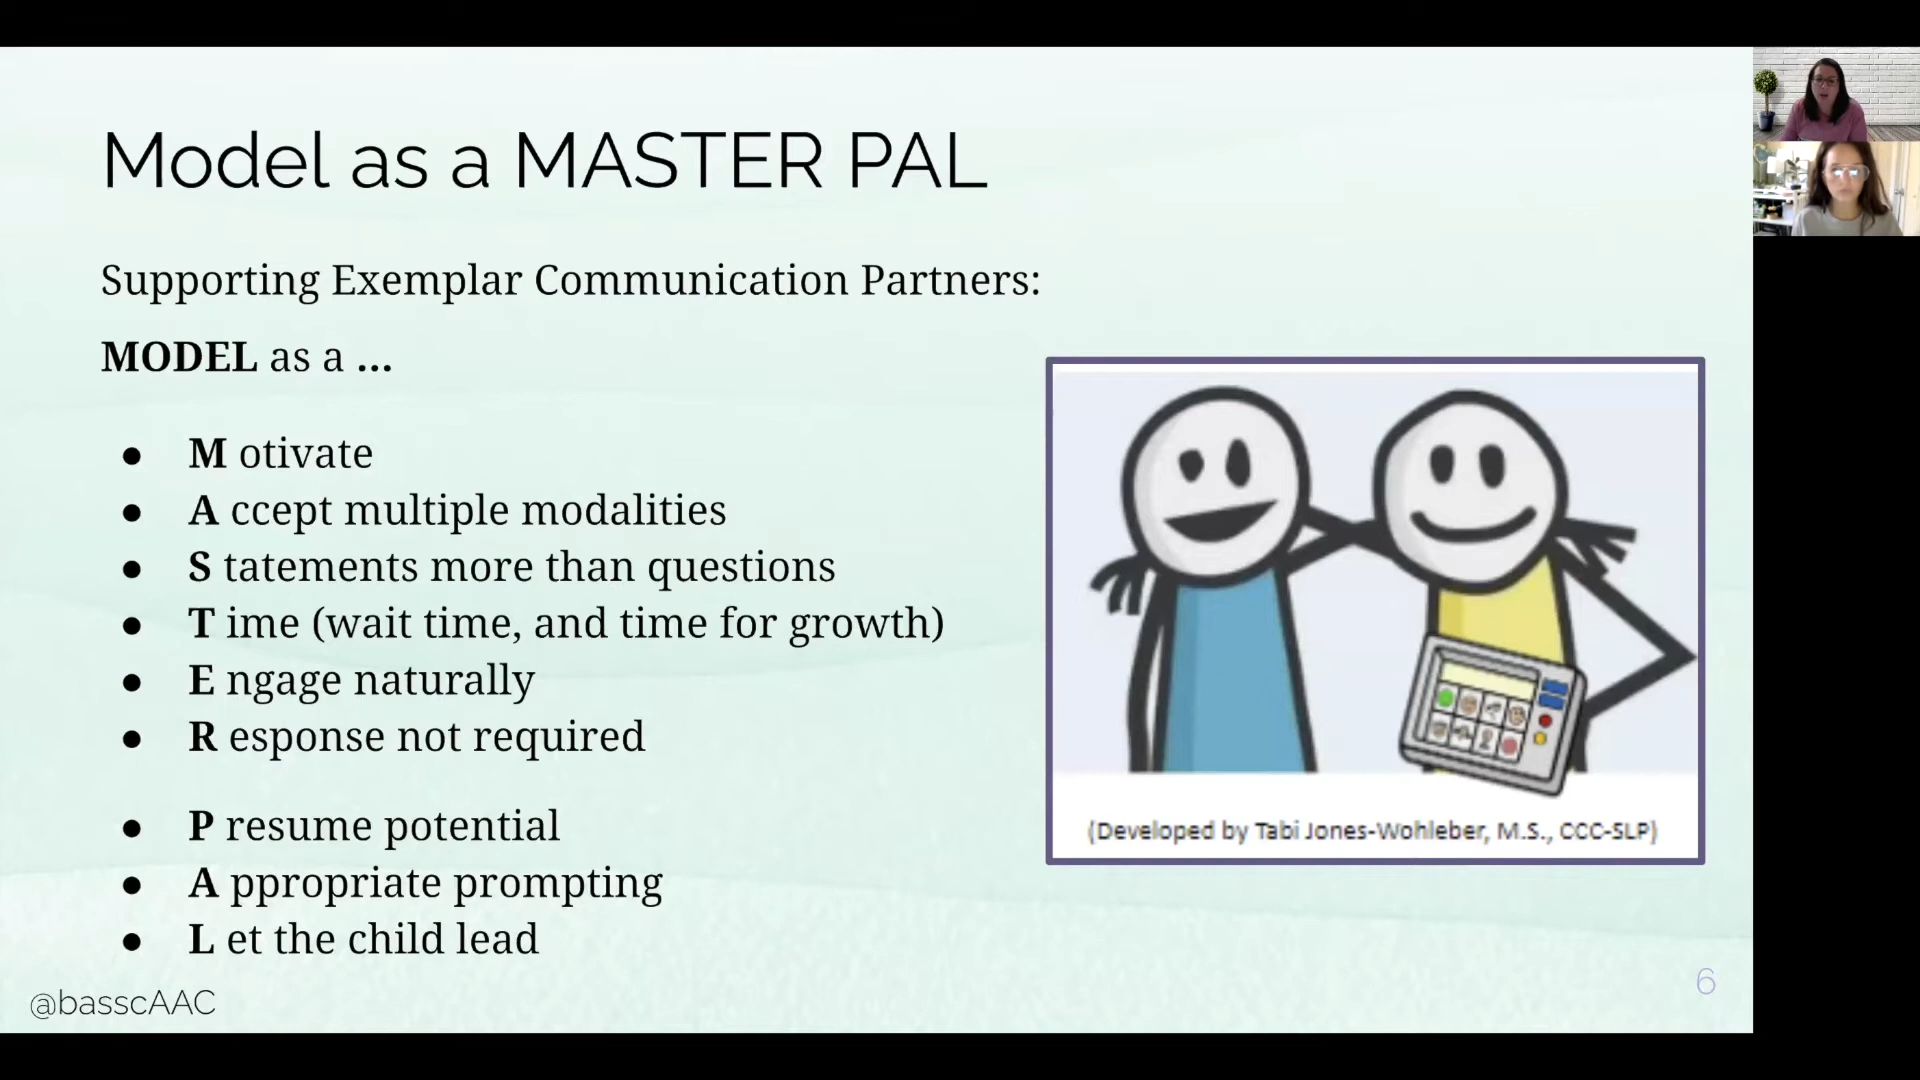 Model as a MASTER PAL
Supporting Exemplar Communication Partners:
MODEL as a ...
● M otivate
● A ccept multiple modalities
● S tatements more than questions
● T ime (wait time, and time for growth)
● E ngage naturally
● R esponse not required
● P resume potential
● A ppropriate prompting
● L et the child lead
(Developed by Tabi Jones-Wohleber, M.S., CCC-SLP)
@basscAAC
6